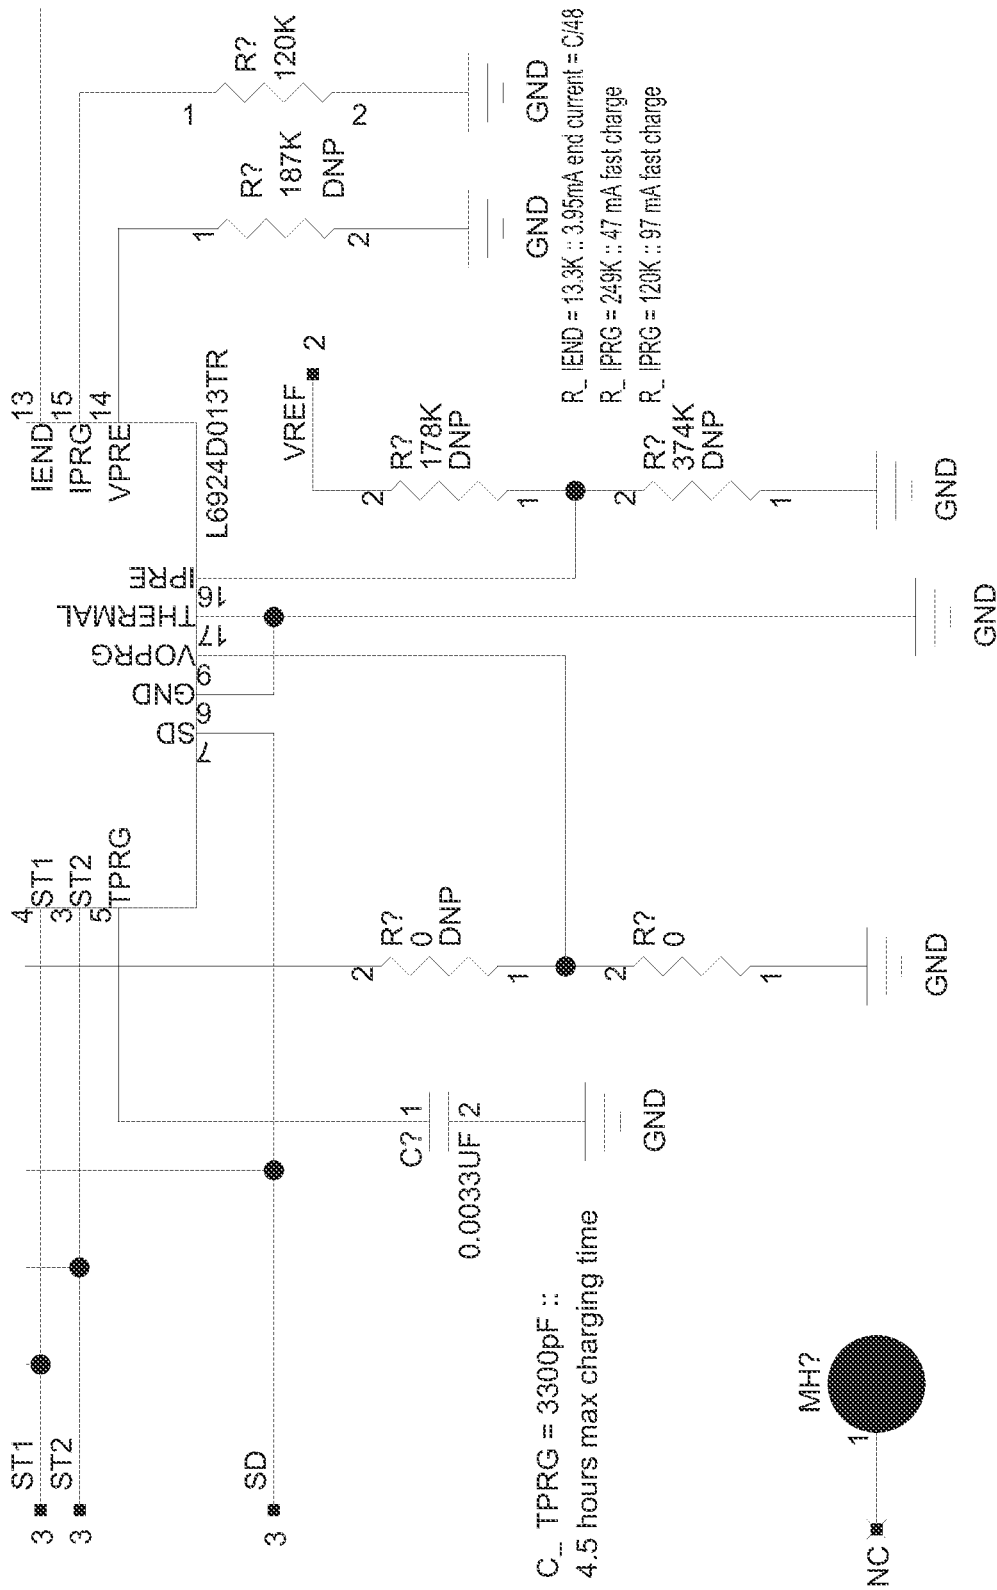 ST1
3
ST2
3
SD
3
4
ST1
3
ST2
5
TPRG
IEND
13
IPRG
15
VPRE
14
L6924D013TR
SD
7
GND
6
VOPRG
9
THERMAL
17
IPRE
16
R?
120K
1
2
GND
R?
187K
DNP
1
2
GND
VREF
2
R?
178K
DNP
2
1
R?
374K
DNP
2
1
GND
GND
R?
0
DNP
2
1
R?
0
2
1
GND
C?
1
0.0033UF
2
GND
R_ IEND = 13.3K :: 3.95mA end current = C/48
R_ IPRG = 249K :: 47 mA fast charge
R_ IPRG = 120K :: 97 mA fast charge
C_ TPRG = 3300pF ::
4.5 hours max charging time
MH?
1
NC